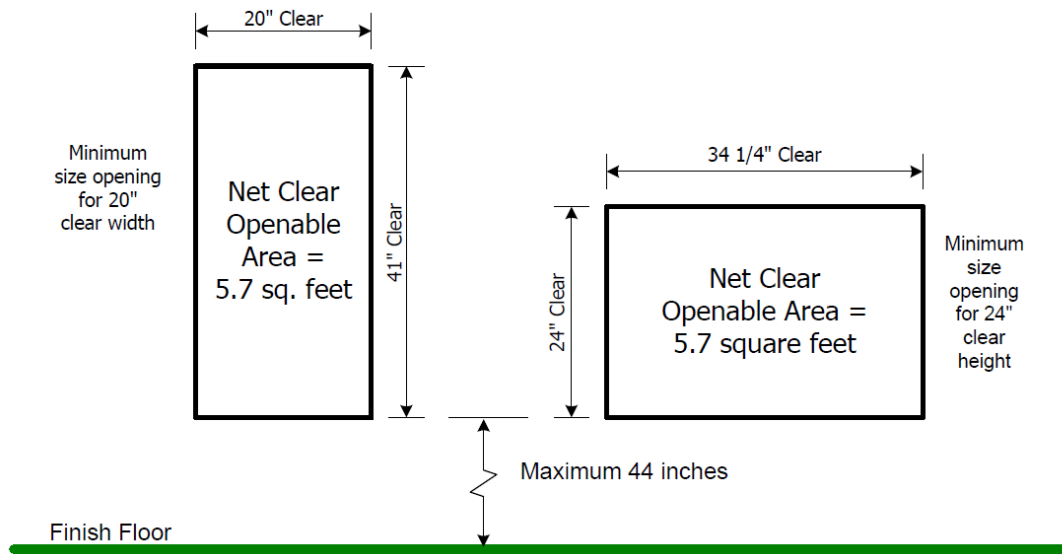 20" Clear
Minimum
size opening
for 20"
clear width
Net Clear
Openable
Area =
5.7 sq. feet
41" Clear
34 1/4" Clear
24" Clear
Net Clear
Openable Area =
5.7 square feet
Minimum
size
opening
for 24"
clear
height
Maximum 44 inches
Finish Floor